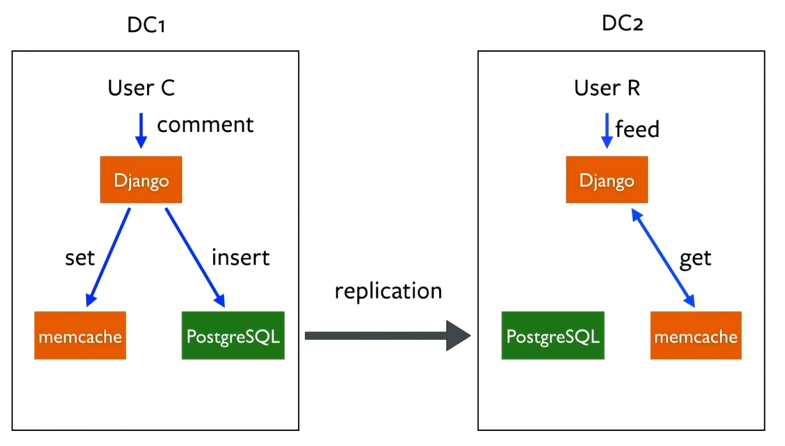 DC1
DC2
User C
comment
Django
set
insert
memcache
PostgreSQL
replication
User R
feed
Django
get
PostgreSQL
memcache